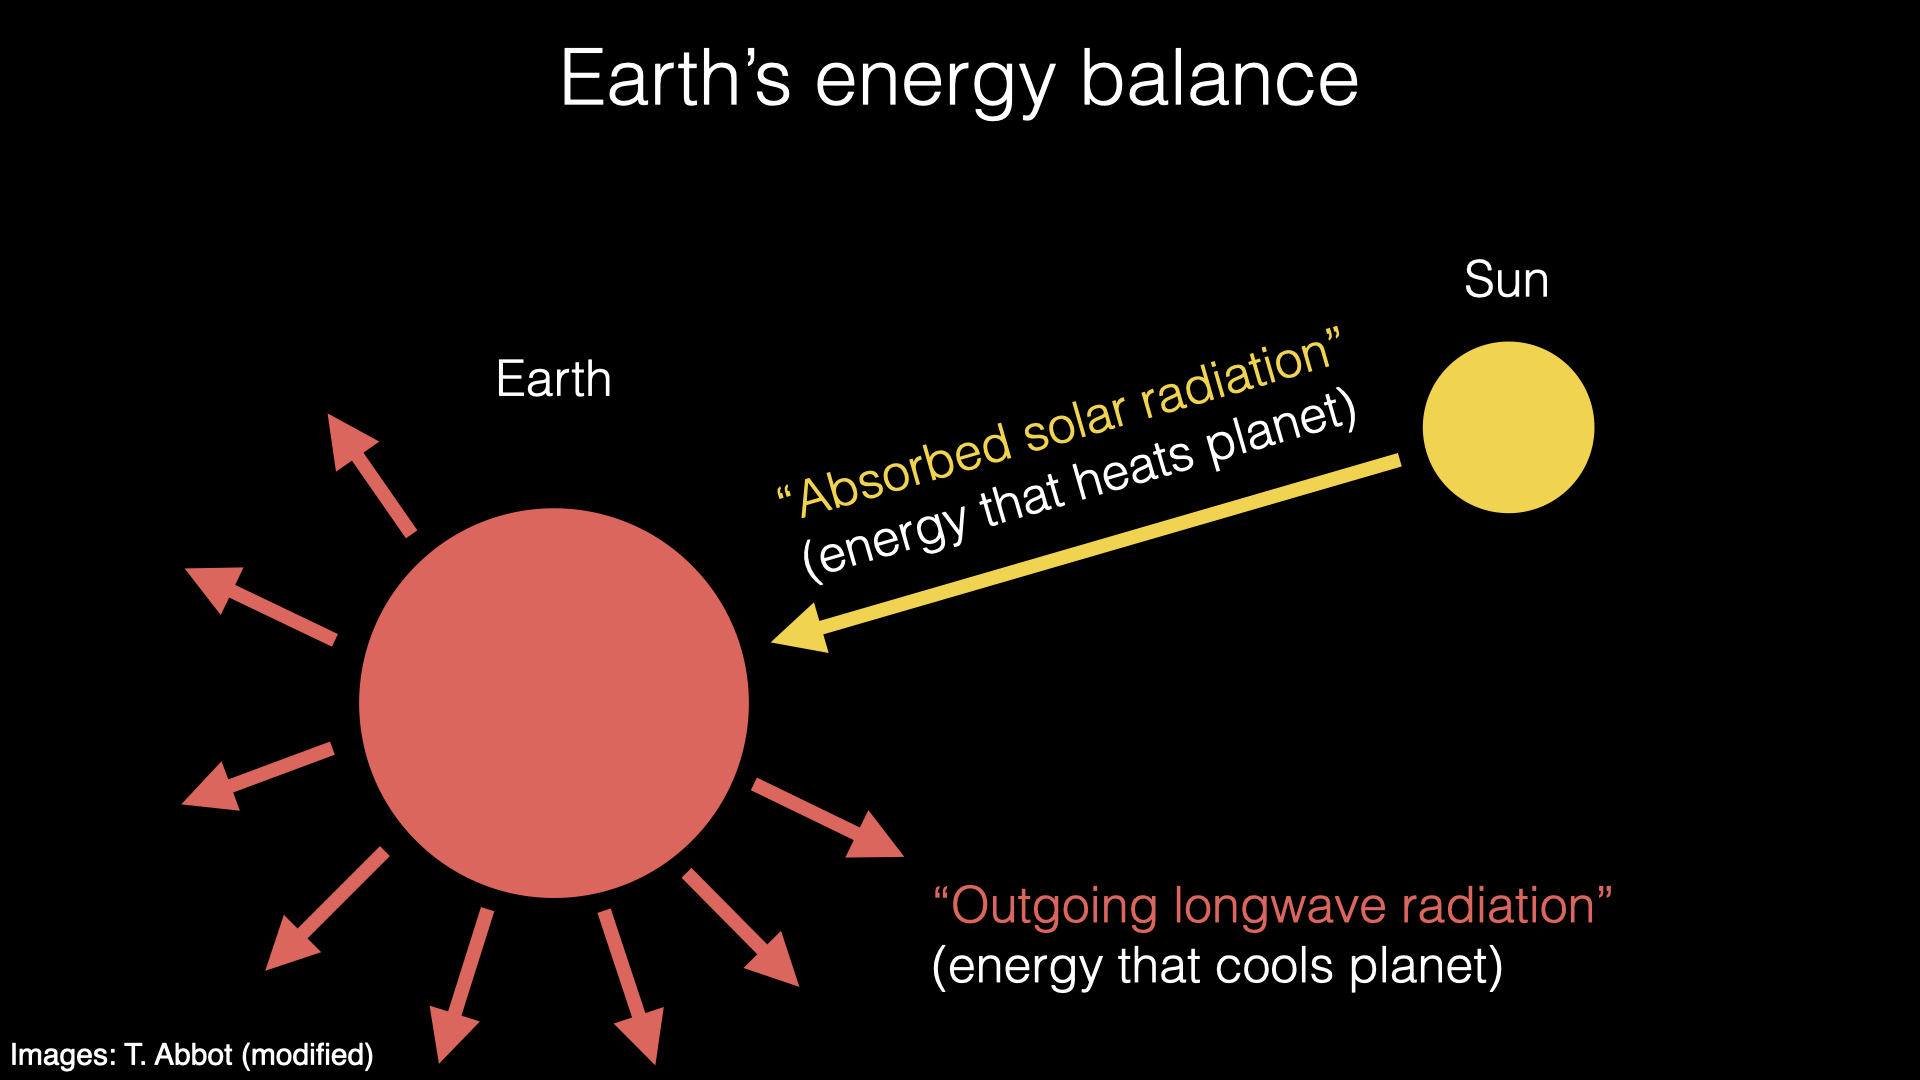 Earth’s energy balance
Sun
Earth
“Absorbed solar radiation”
(energy that heats planet)
“Outgoing longwave radiation”
(energy that cools planet)
Images: T. Abbot (modified)